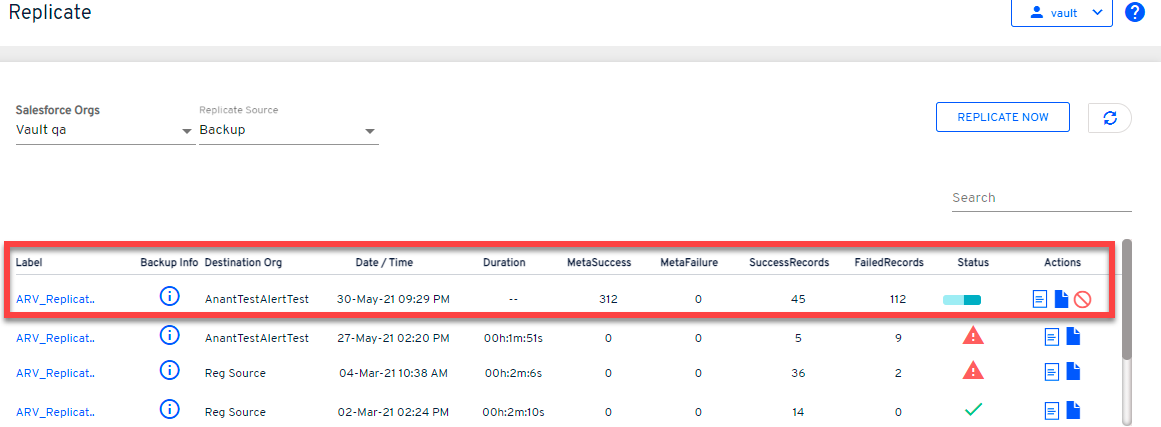 Replicate
vault
?
Salesforce Orgs
Vault qa
Replicate Source
Backup
REPLICATE NOW
Search
Label Backup Info Destination Org Date / Time Duration MetaSuccess MetaFailure SuccessRecords FailedRecords Status Actions
ARV_Replicat.. AnantTestAlertTest 30-May-21 09:29 PM -- 312 0 45 112
ARV_Replicat.. AnantTestAlertTest 27-May-21 02:20 PM 00h:1m:51s 0 0 5 9
ARV_Replicat.. Reg Source 04-Mar-21 10:38 AM 00h:2m:6s 0 0 36 2
ARV_Replicat.. Reg Source 02-Mar-21 02:24 PM 00h:2m:10s 0 0 14 0